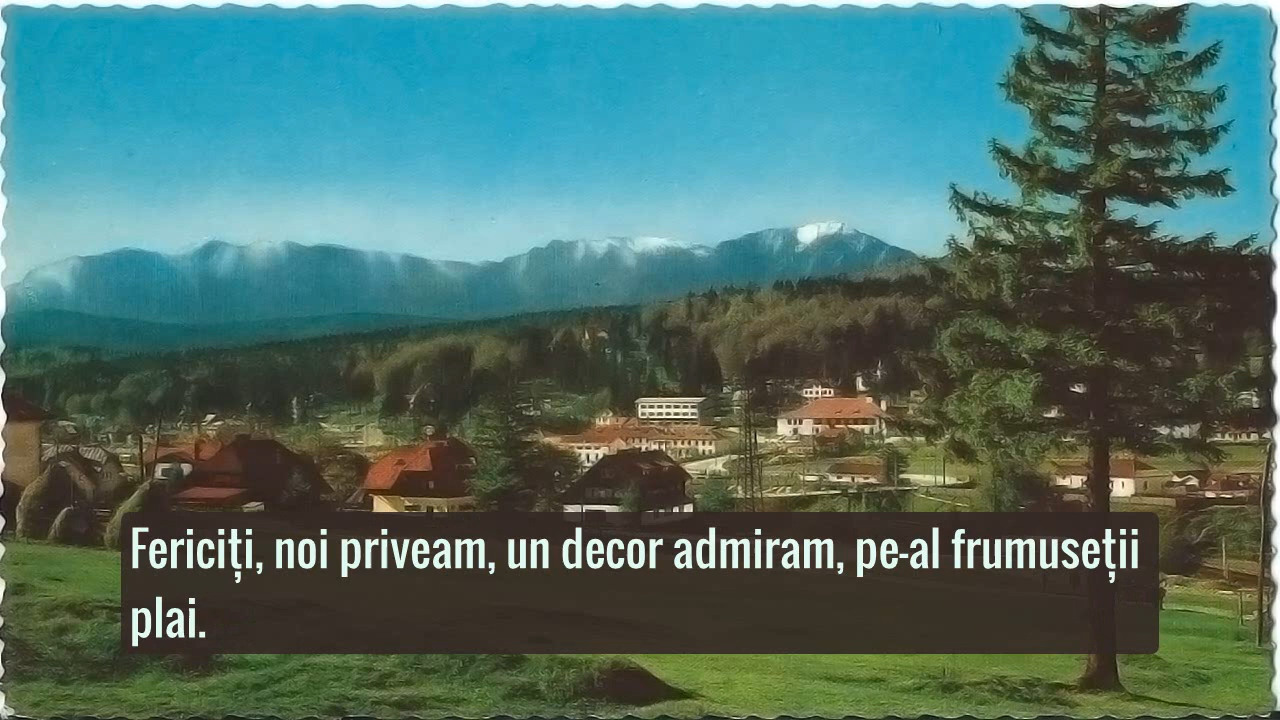 Fericiți, noi priveam, un decor admiram, pe-al frumuseții
plai.